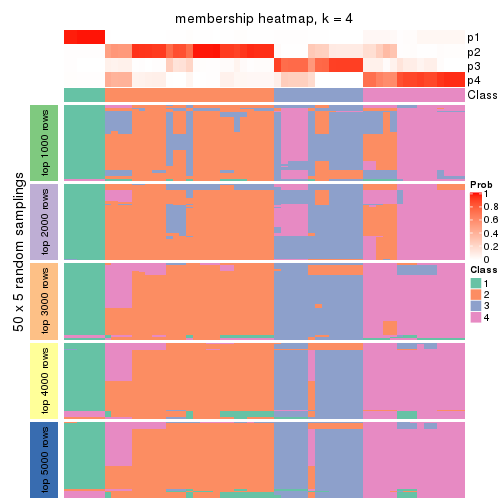 membership heatmap, k = 4
p1
p2
p3
p4
Class
50 x 5 random samplings
top 1000 rows
top 2000 rows
top 3000 rows
top 4000 rows
top 5000 rows
Prob
1
0.8
0.6
0.4
0.2
0
Class
1
2
3
4